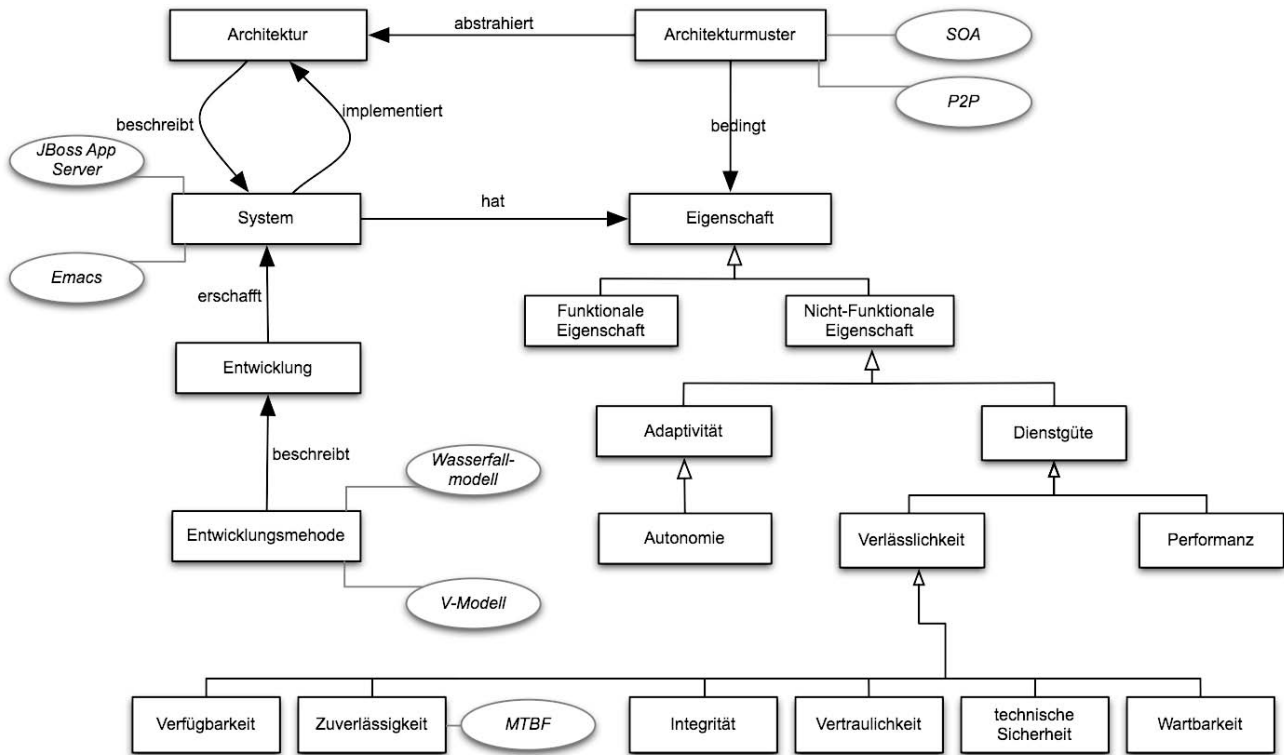 Architektur
abstrahiert
Architekturmuster
SOA
P2P
beschreibt
implementiert
bedingt
JBoss App
Server
System
hat
Eigenschaft
Emacs
erschafft
Funktionale
Eigenschaft
Nicht-Funktionale
Eigenschaft
Entwicklung
Adaptivität
Dienstgüte
beschreibt
Wasserfall-
modell
Entwicklungsmehode
Autonomie
Verlässlichkeit
Performanz
V-Modell
Verfügbarkeit
Zuverlässigkeit
MTBF
Integrität
Vertraulichkeit
technische
Sicherheit
Wartbarkeit